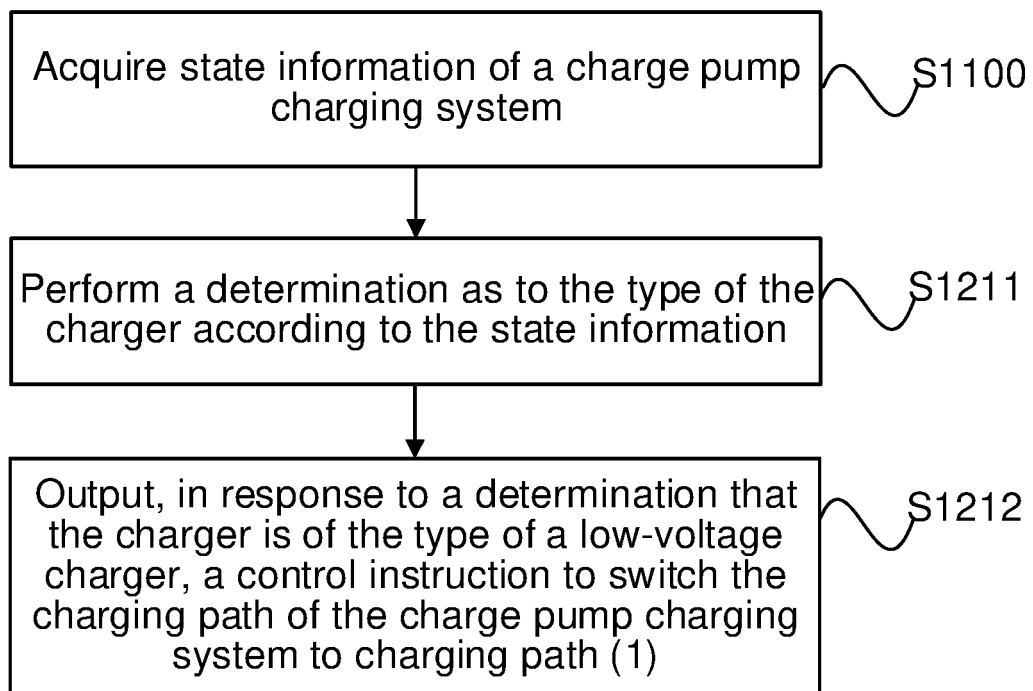 Acquire state information of a charge pump
charging system
S1100
Perform a determination as to the type of the
charger according to the state information
S1211
Output, in response to a determination that
the charger is of the type of a low-voltage
charger, a control instruction to switch the
charging path of the charge pump charging
system to charging path (1)
S1212